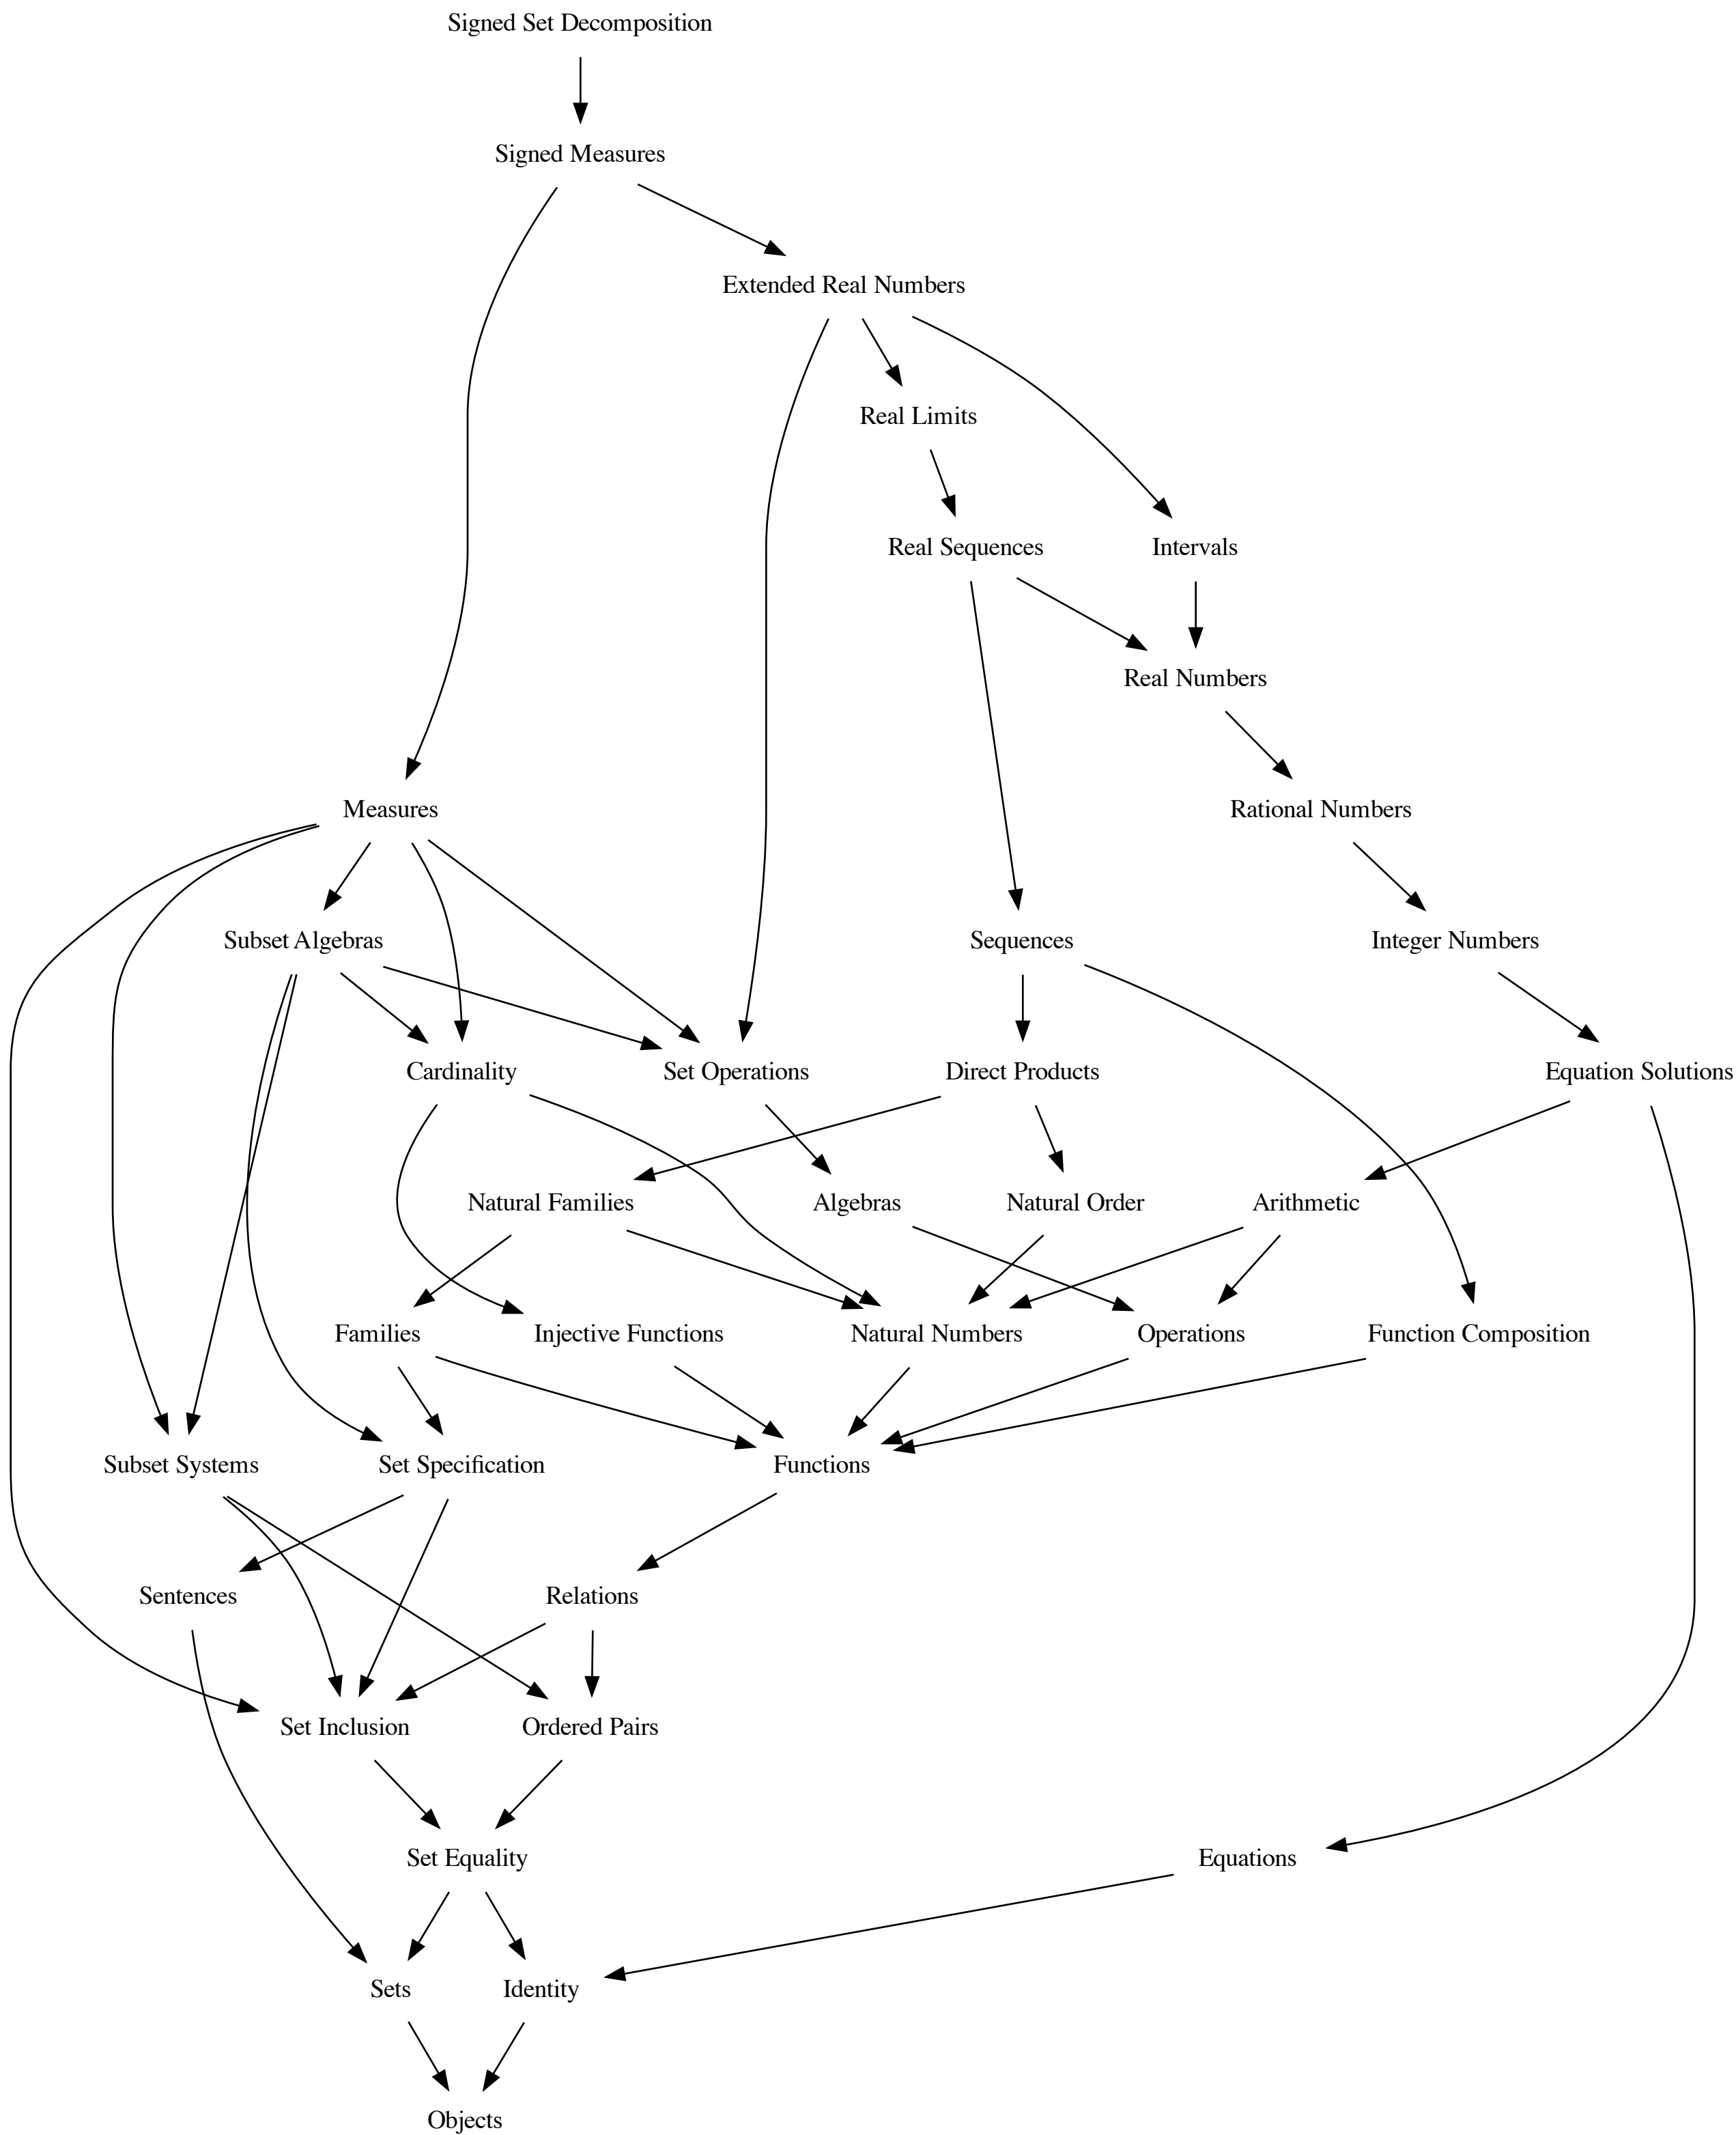 Signed Set Decomposition
Signed Measures
Extended Real Numbers
Real Limits
Real Sequences
Intervals
Real Numbers
Measures
Rational Numbers
Subset Algebras
Sequences
Integer Numbers
Cardinality
Set Operations
Direct Products
Equation Solutions
Natural Families
Algebras
Natural Order
Arithmetic
Families
Injective Functions
Natural Numbers
Operations
Function Composition
Subset Systems
Set Specification
Functions
Sentences
Relations
Set Inclusion
Ordered Pairs
Set Equality
Equations
Sets
Identity
Objects